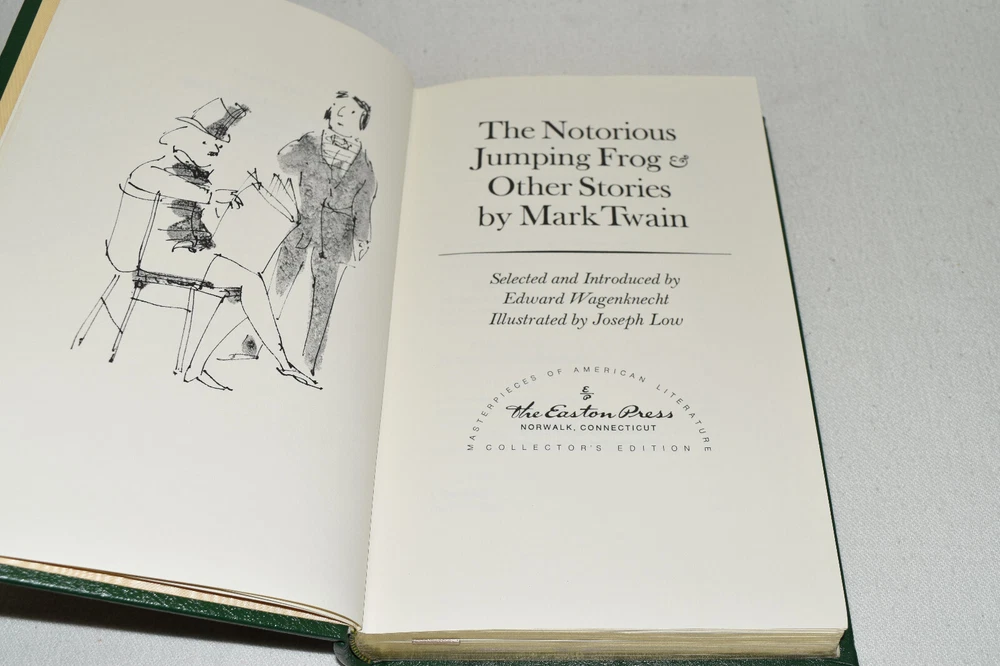 The Notorious
Jumping Frog &
Other Stories
by Mark Twain
Selected and Introduced by
Edward Wagenknecht
Illustrated by Joseph Low
MASTERPIECES OF AMERICAN LITERATURE
E/P
the Easton Press
NORWALK, CONNECTICUT
COLLECTOR'S EDITION